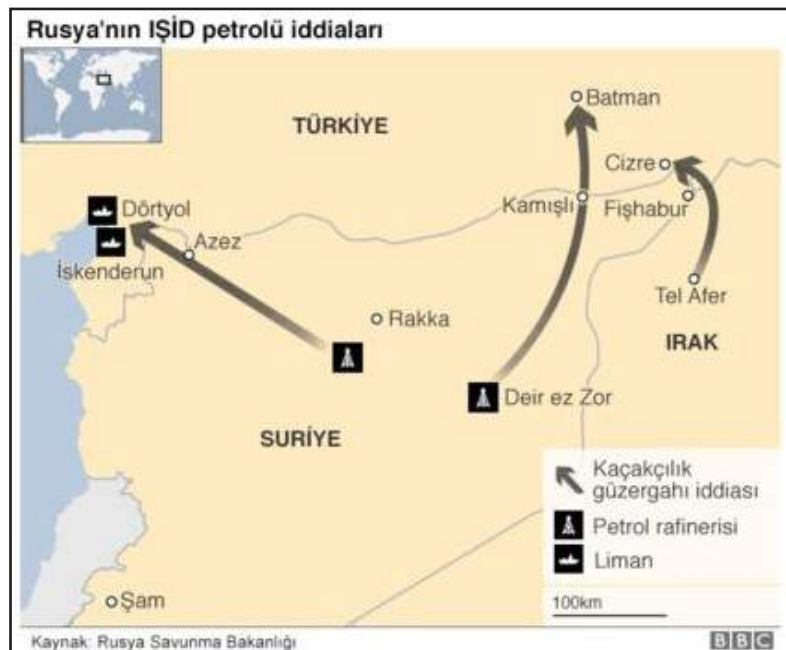 Rusya'nın IŞİD petrolü iddiaları
Batman
TÜRKİYE
Cizre
Dörtyol
Kamışlı
Fişhabur
Azez
İskenderun
Tel Afer
Rakka
IRAK
Deir ez Zor
SURİYE
Kaçakçılık
güzergahı iddiası
Petrol rafinerisi
Liman
100km
Şam
Kaynak: Rusya Savunma Bakanlığı
BBC